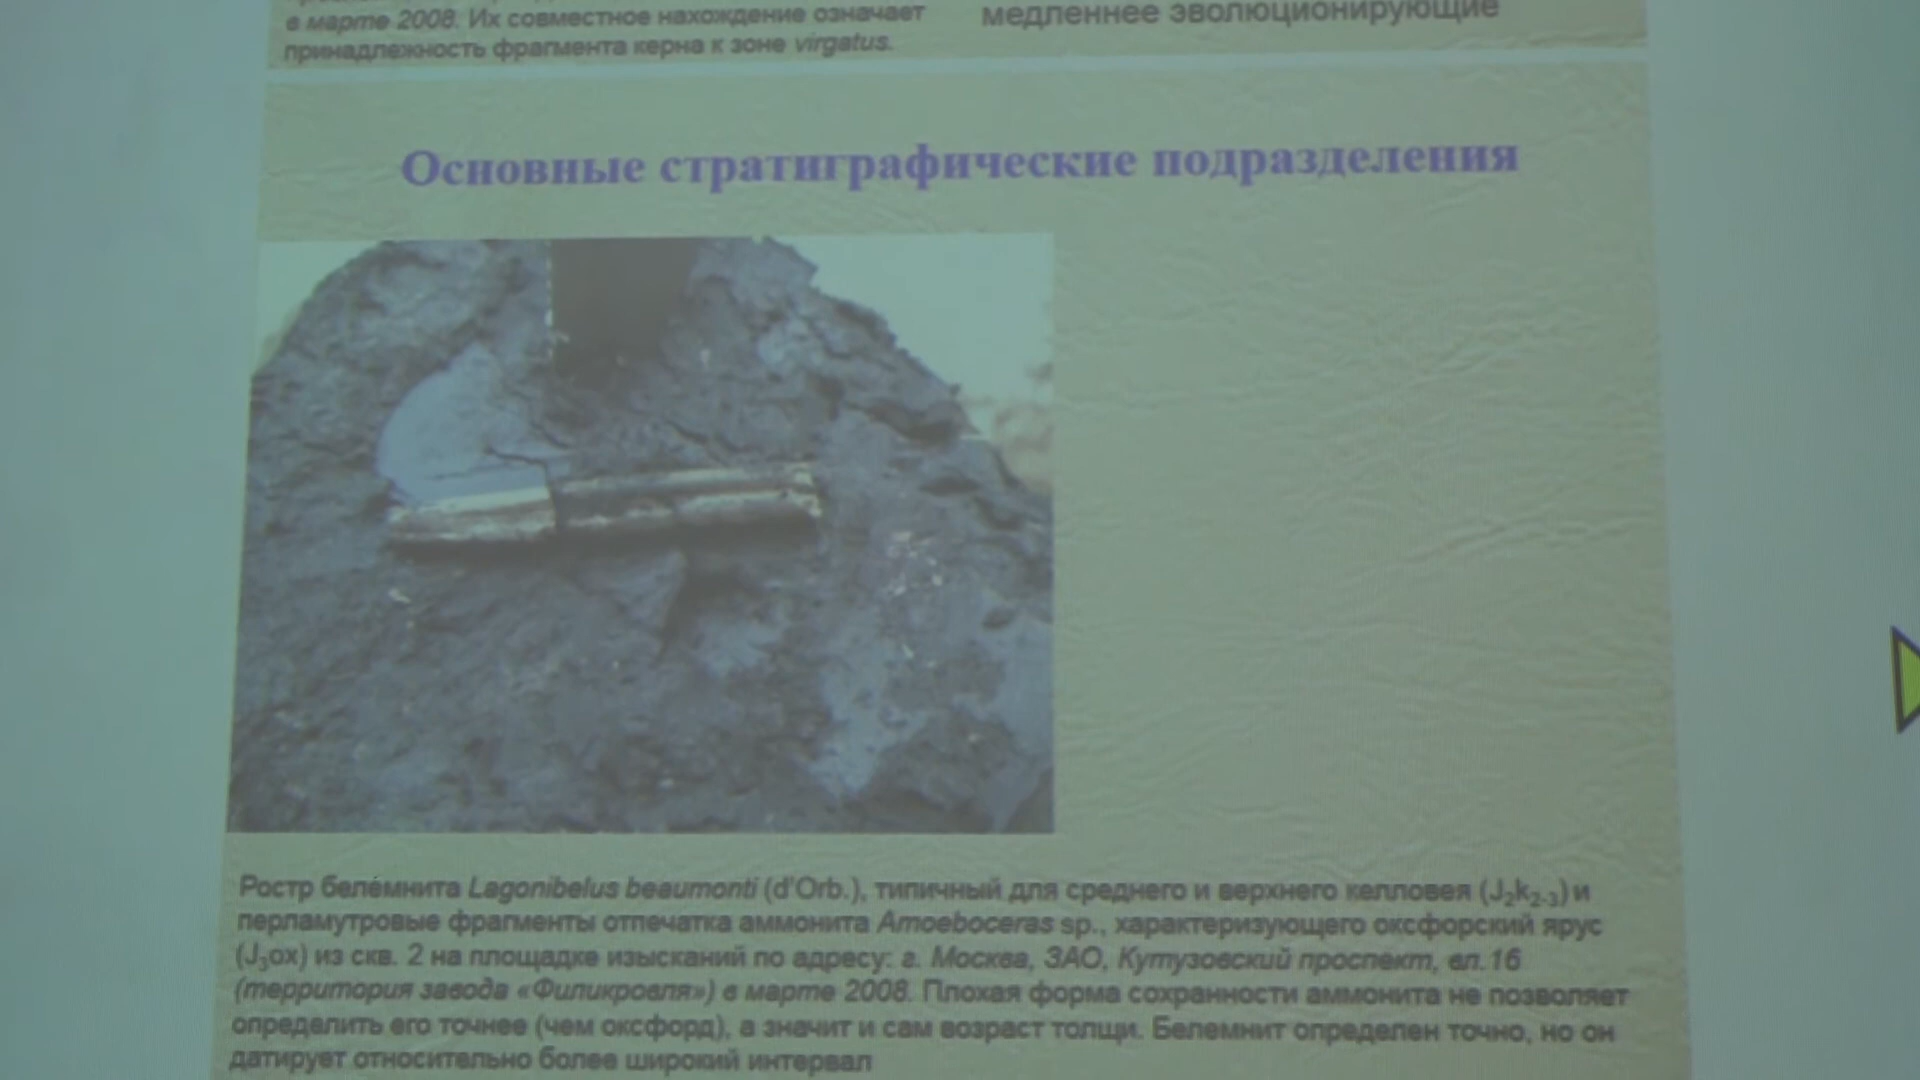 в марте 2008. Их совместное нахождение означает
принадлежность фрагмента керна к зоне virgatus.
медленнее эволюционирующие
Основные стратиграфические подразделения
Ростр белемнита Lagonibelus beaumonti (d'Orb.), типичный для среднего и верхнего келловея (J₂k₂₋₃) и
перламутровые фрагменты отпечатка аммонита Amoeboceras sp., характеризующего оксфорский ярус
(J₃ox) из скв. 2 на площадке изысканий по адресу: г. Москва, ЗАО, Кутузовский проспект, вл.16
(территория завода «Филикровля») в марте 2008. Плохая форма сохранности аммонита не позволяет
определить его точнее (чем оксфорд), а значит и сам возраст толщи. Белемнит определен точно, но он
датирует относительно более широкий интервал